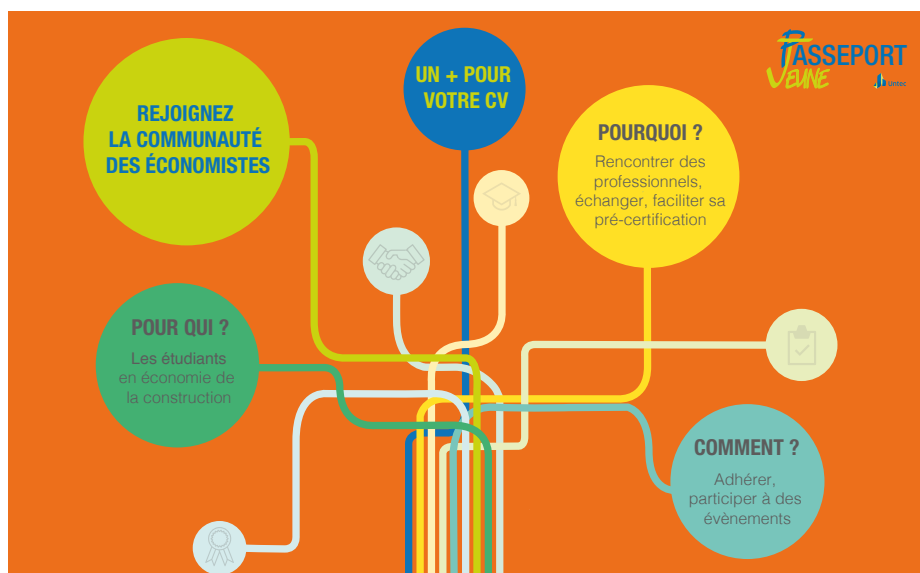 REJOIGNEZ
LA COMMUNAUTÉ
DES ÉCONOMISTES
UN + POUR
VOTRE CV
PASSEPORT
JEUNE
Untec
POURQUOI ?
Rencontrer des
professionnels,
échanger, faciliter sa
pré-certification
POUR QUI ?
Les étudiants
en économie de
la construction
COMMENT ?
Adhérer,
participer à des
évènements